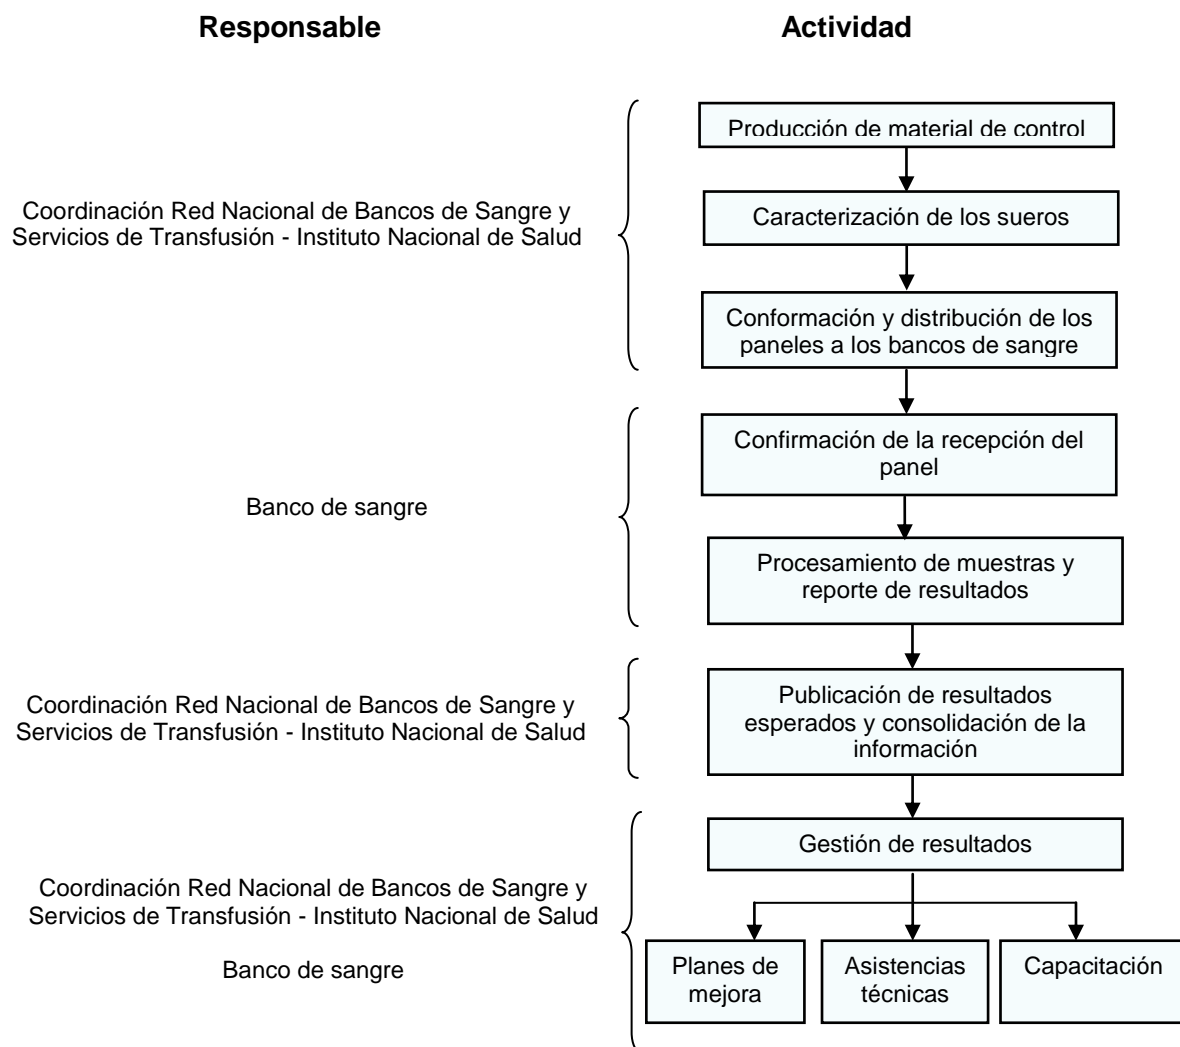 Responsable
Actividad
Producción de material de control
Coordinación Red Nacional de Bancos de Sangre y
Servicios de Transfusión - Instituto Nacional de Salud
Caracterización de los sueros
Conformación y distribución de los
paneles a los bancos de sangre
Banco de sangre
Confirmación de la recepción del
panel
Procesamiento de muestras y
reporte de resultados
Coordinación Red Nacional de Bancos de Sangre y
Servicios de Transfusión - Instituto Nacional de Salud
Publicación de resultados
esperados y consolidación de la
información
Coordinación Red Nacional de Bancos de Sangre y
Servicios de Transfusión - Instituto Nacional de Salud
Banco de sangre
Gestión de resultados
Planes de
mejora
Asistencias
técnicas
Capacitación